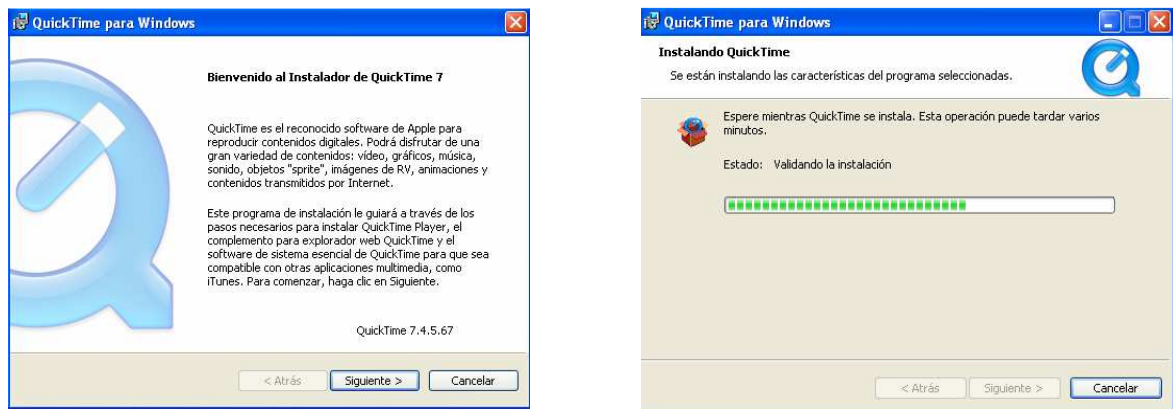 QuickTime para Windows
Bienvenido al Instalador de QuickTime 7
QuickTime es el reconocido software de Apple para
reproducir contenidos digitales. Podrá disfrutar de una
gran variedad de contenidos: vídeo, gráficos, música,
sonido, objetos "sprite", imágenes de RV, animaciones y
contenidos transmitidos por Internet.
Este programa de instalación le guiará a través de los
pasos necesarios para instalar QuickTime Player, el
complemento para explorador web QuickTime y el
software de sistema esencial de QuickTime para que sea
compatible con otras aplicaciones multimedia, como
iTunes. Para comenzar, haga clic en Siguiente.
QuickTime 7.4.5.67
< Atrás Siguiente > Cancelar
QuickTime para Windows
Instalando QuickTime
Se están instalando las características del programa seleccionadas.
Espere mientras QuickTime se instala. Esta operación puede tardar varios
minutos.
Estado: Validando la instalación
< Atrás Siguiente > Cancelar